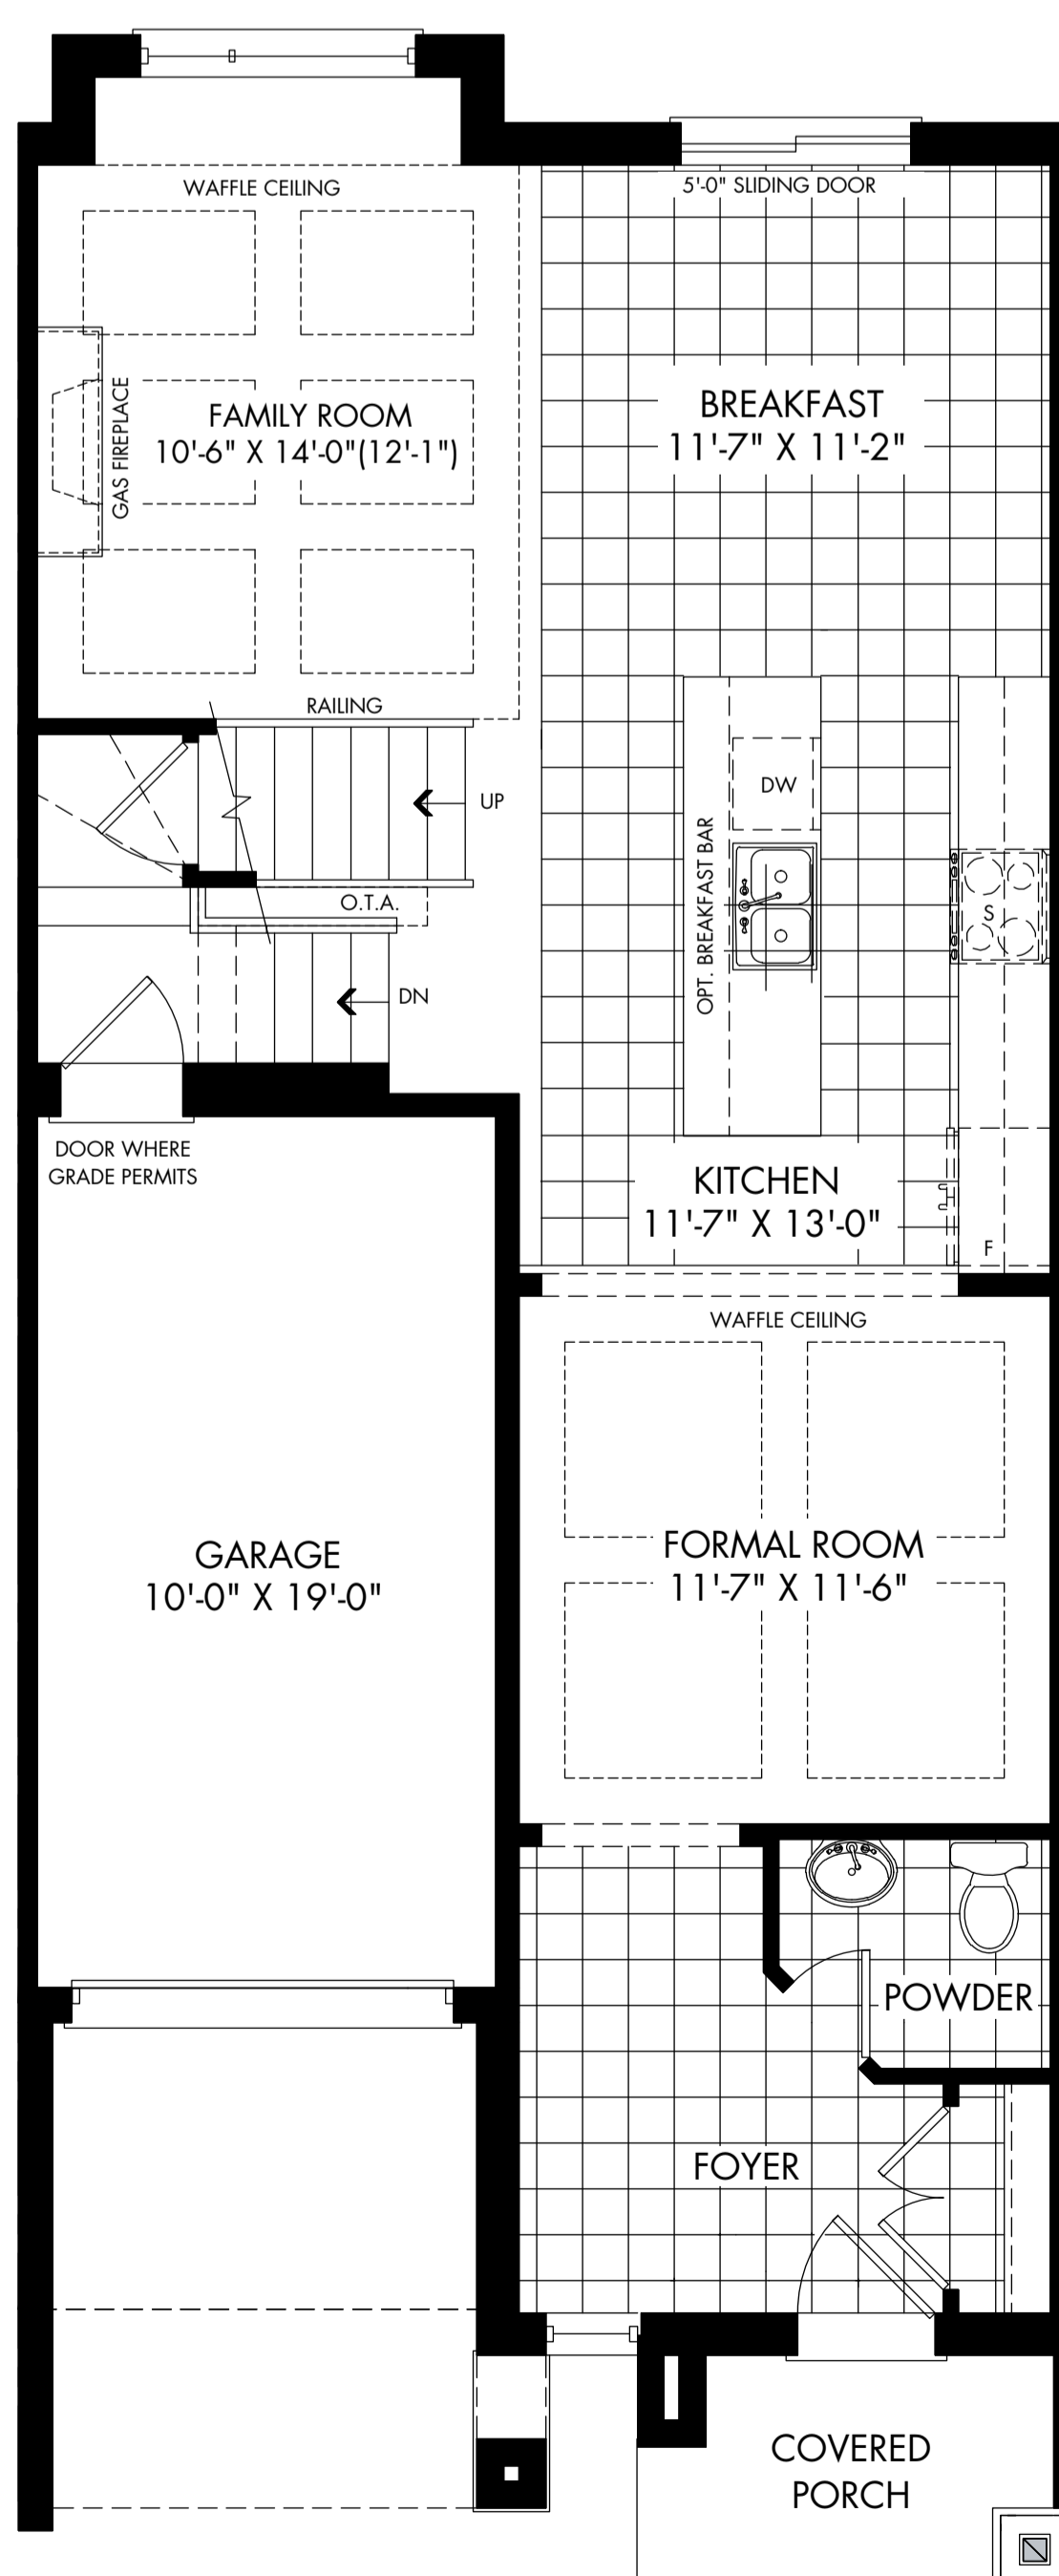 WAFFLE CEILING
5'-0" SLIDING DOOR
GAS FIREPLACE
FAMILY ROOM
10'-6" X 14'-0"(12'-1")
BREAKFAST
11'-7" X 11'-2"
RAILING
UP
DW
OPT. BREAKFAST BAR
O.T.A.
S
DN
DOOR WHERE
GRADE PERMITS
KITCHEN
11'-7" X 13'-0"
F
WAFFLE CEILING
GARAGE
10'-0" X 19'-0"
FORMAL ROOM
11'-7" X 11'-6"
POWDER
FOYER
COVERED
PORCH